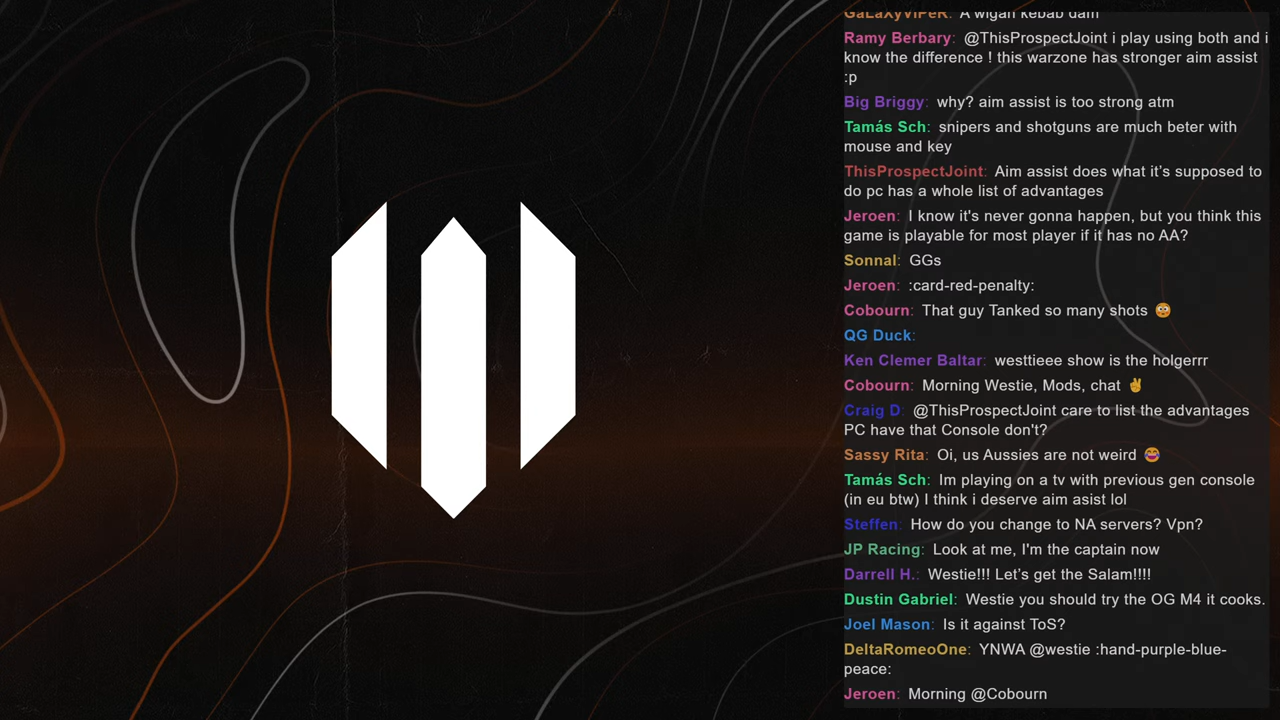 GaLaXyViPeR: A wigan kebab dam
Ramy Berbary: @ThisProspectJoint i play using both and i
know the difference ! this warzone has stronger aim assist
:p
Big Briggy: why? aim assist is too strong atm
Tamás Sch: snipers and shotguns are much beter with
mouse and key
ThisProspectJoint: Aim assist does what it’s supposed to
do pc has a whole list of advantages
Jeroen: I know it's never gonna happen, but you think this
game is playable for most player if it has no AA?
Sonnal: GGs
Jeroen: :card-red-penalty:
Cobourn: That guy Tanked so many shots 😳
QG Duck:
Ken Clemer Baltar: westtieee show is the holgerrr
Cobourn: Morning Westie, Mods, chat ✌️
Craig D: @ThisProspectJoint care to list the advantages
PC have that Console don't?
Sassy Rita: Oi, us Aussies are not weird 😂
Tamás Sch: Im playing on a tv with previous gen console
(in eu btw) I think i deserve aim asist lol
Steffen: How do you change to NA servers? Vpn?
JP Racing: Look at me, I'm the captain now
Darrell H.: Westie!!! Let’s get the Salam!!!!
Dustin Gabriel: Westie you should try the OG M4 it cooks.
Joel Mason: Is it against ToS?
DeltaRomeoOne: YNWA @westie :hand-purple-blue-
peace:
Jeroen: Morning @Cobourn